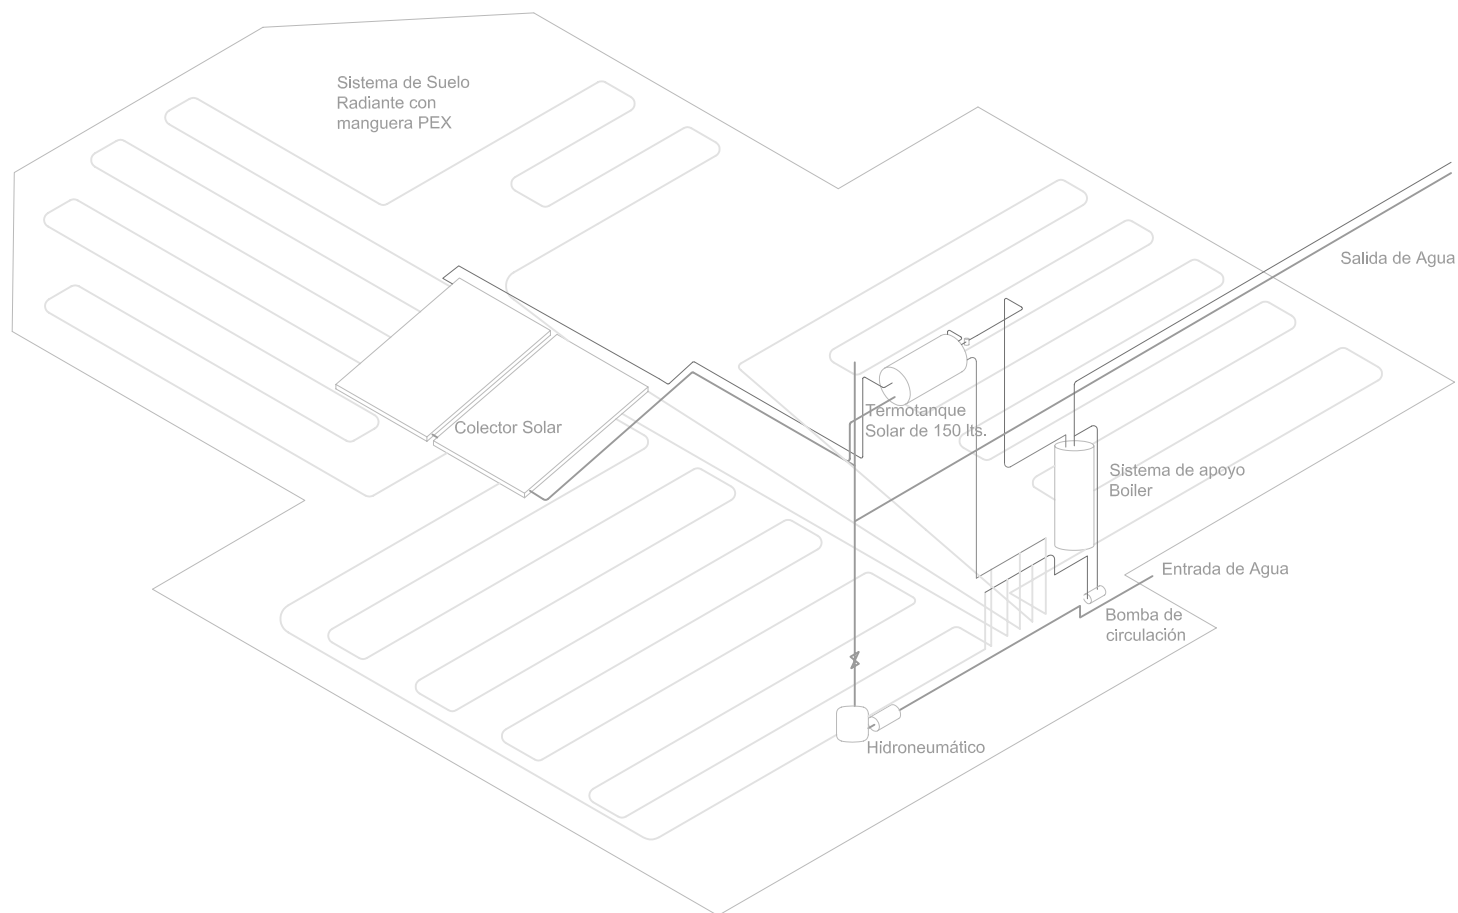 Sistema de Suelo
Radiante con
manguera PEX
Salida de Agua
Termotanque
Solar de 150 lts.
Colector Solar
Sistema de apoyo
Boiler
Entrada de Agua
Bomba de
circulación
Hidroneumático